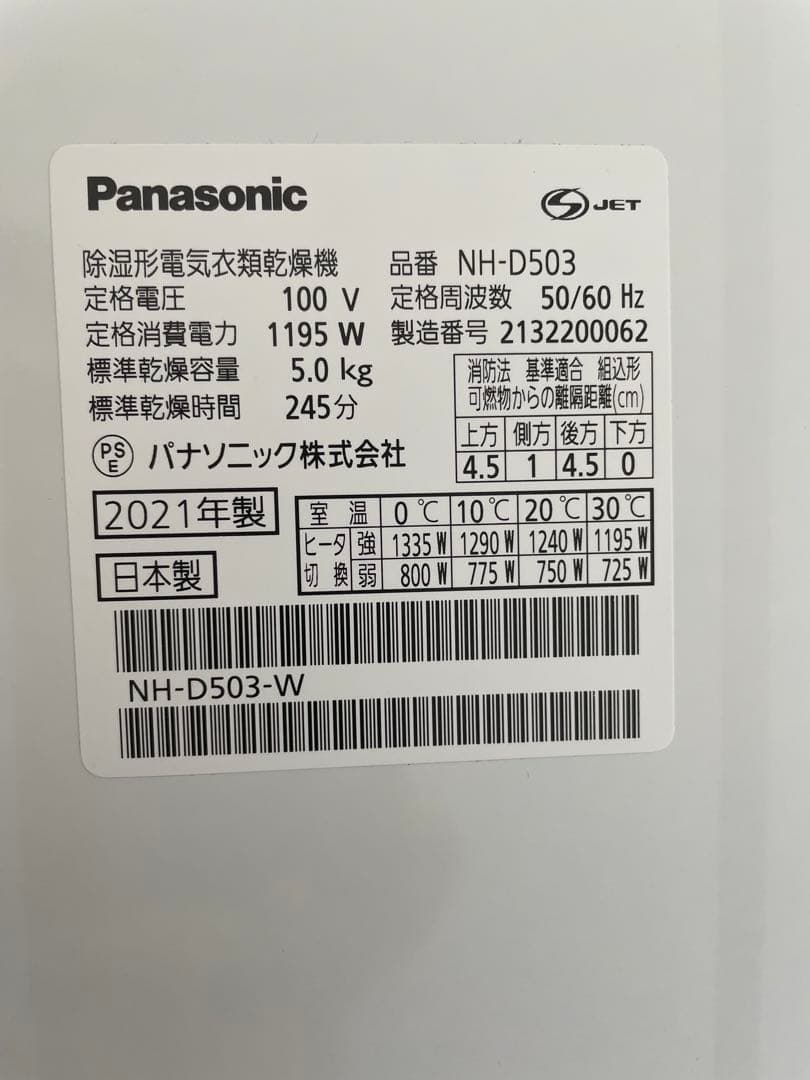 Panasonic
S JET
除湿形電気衣類乾燥機 品番 NH-D503
定格電圧 100 V 定格周波数 50/60 Hz
定格消費電力 1195 W 製造番号 2132200062
標準乾燥容量 5.0 kg
標準乾燥時間 245分
消防法 基準適合 組込形
可燃物からの離隔距離(cm)
上方 側方 後方 下方
4.5 1 4.5 0
PSE パナソニック株式会社
2021年製
日本製
室温 0℃ 10℃ 20℃ 30℃
ヒータ 強 1335 W 1290 W 1240 W 1195 W
切換 弱 800 W 775 W 750 W 725 W
NH-D503-W